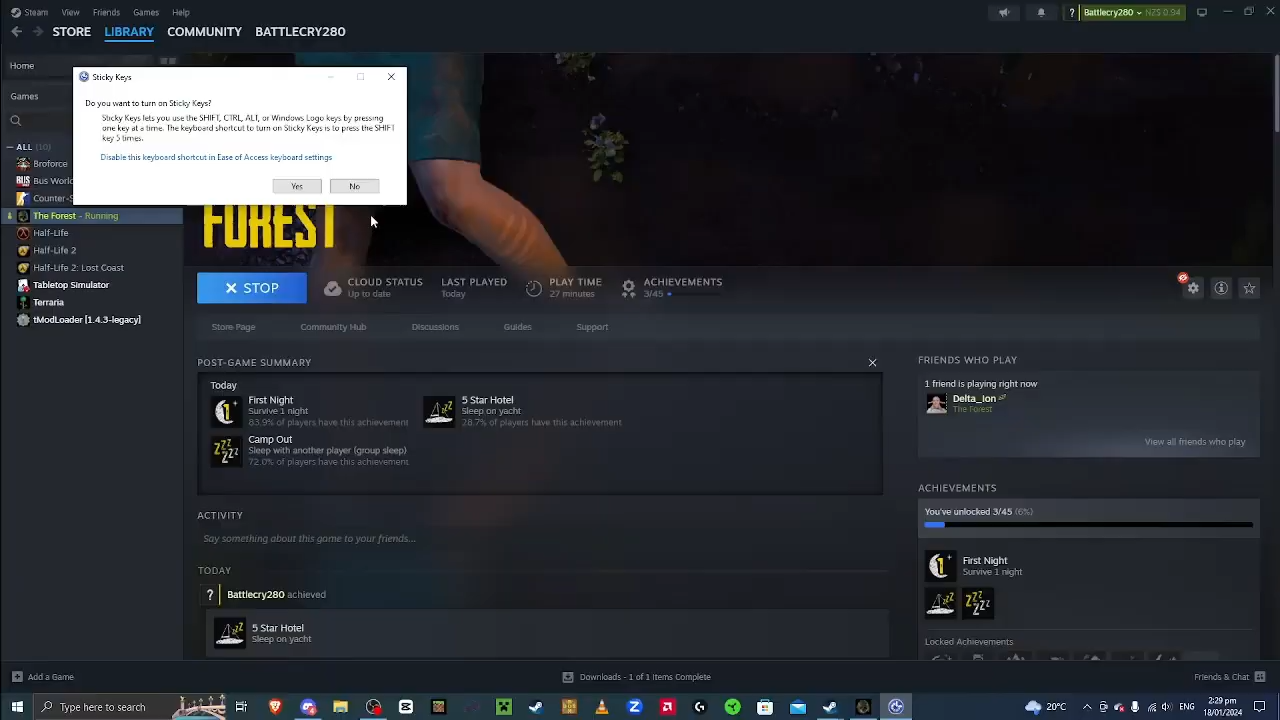 Steam View Friends Games Help
Battlecry280 NZ$ 0.94
STORE LIBRARY COMMUNITY BATTLECRY280
Home
Games
Sticky Keys
Do you want to turn on Sticky Keys?
Sticky Keys lets you use the SHIFT, CTRL, ALT, or Windows Logo keys by pressing
one key at a time. The keyboard shortcut to turn on Sticky Keys is to press the SHIFT
key 5 times.
Disable this keyboard shortcut in Ease of Access keyboard settings
Yes No
ALL (10)
Broforce
Bus World
Counter-S
The Forest - Running
Half-Life
Half-Life 2
Half-Life 2: Lost Coast
Tabletop Simulator
Terraria
tModLoader [1.4.3-legacy]
FOREST
STOP
CLOUD STATUS
Up to date
LAST PLAYED
Today
PLAY TIME
27 minutes
ACHIEVEMENTS
3/45
Store Page Community Hub Discussions Guides Support
POST-GAME SUMMARY
Today
First Night
Survive 1 night
83.9% of players have this achievement
5 Star Hotel
Sleep on yacht
28.7% of players have this achievement
Camp Out
Sleep with another player (group sleep)
72.0% of players have this achievement
ACTIVITY
Say something about this game to your friends...
TODAY
Battlecry280 achieved
5 Star Hotel
Sleep on yacht
FRIENDS WHO PLAY
1 friend is playing right now
Delta_Ion
The Forest
View all friends who play
ACHIEVEMENTS
You've unlocked 3/45 (6%)
First Night
Survive 1 night
Locked Achievements
Add a Game
Downloads - 1 of 1 Items Complete
Friends & Chat
Type here to search
20°C
ENG
2:29 pm
18/01/2024